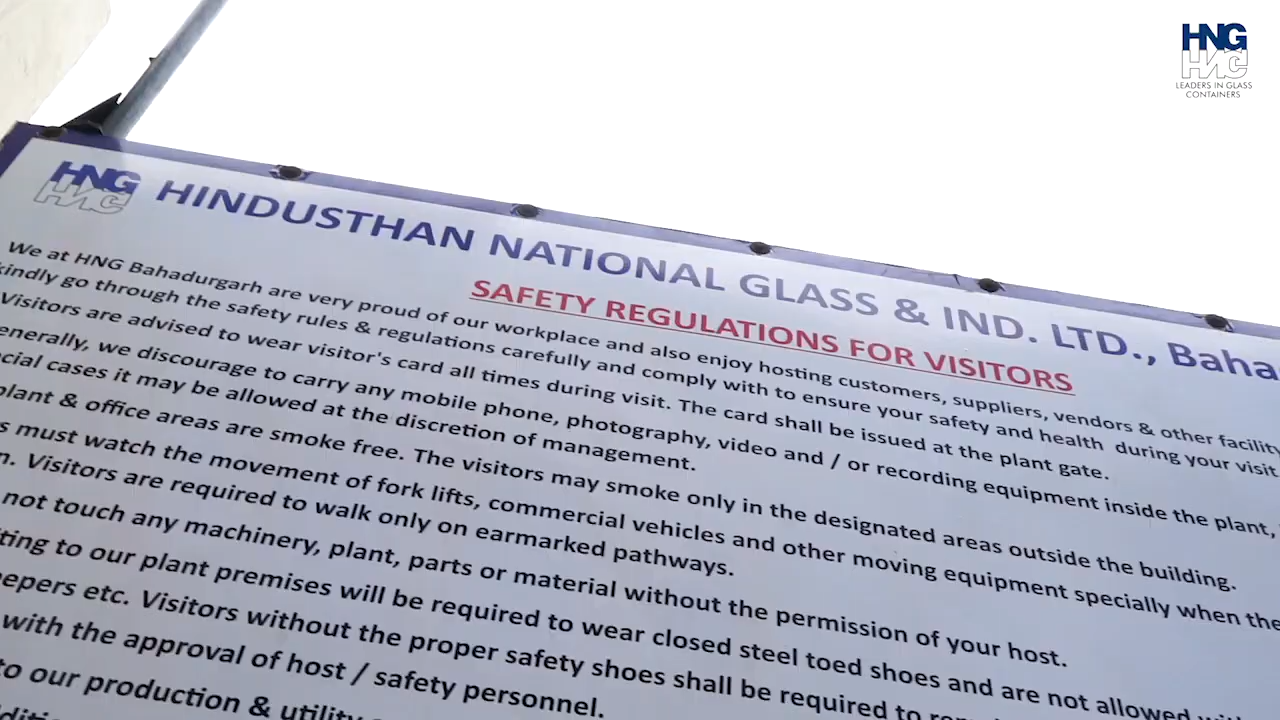 HNG
LEADERS IN GLASS
CONTAINERS
HNG HINDUSTHAN NATIONAL GLASS & IND. LTD., Baha
SAFETY REGULATIONS FOR VISITORS
We at HNG Bahadurgarh are very proud of our workplace and also enjoy hosting customers, suppliers, vendors & other facility
kindly go through the safety rules & regulations carefully and comply with to ensure your safety and health during your visit
Visitors are advised to wear visitor's card all times during visit. The card shall be issued at the plant gate.
enerally, we discourage to carry any mobile phone, photography, video and / or recording equipment inside the plant,
cial cases it may be allowed at the discretion of management.
plant & office areas are smoke free. The visitors may smoke only in the designated areas outside the building.
s must watch the movement of fork lifts, commercial vehicles and other moving equipment specially when the
n. Visitors are required to walk only on earmarked pathways.
not touch any machinery, plant, parts or material without the permission of your host.
ting to our plant premises will be required to wear closed steel toed shoes and are not allowed with
eepers etc. Visitors without the proper safety shoes shall be required to
with the approval of host / safety personnel.
to our production & utility